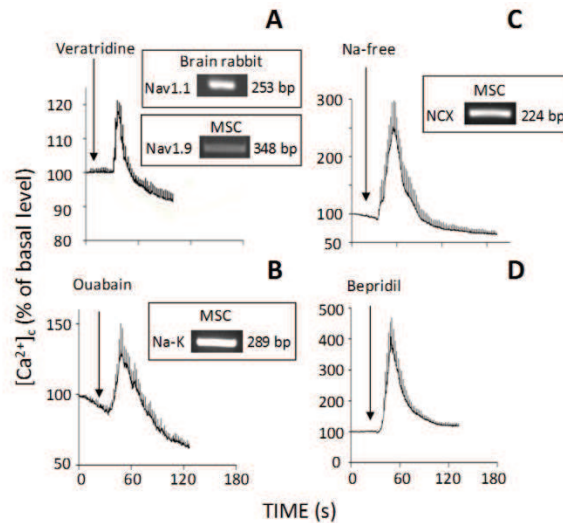 A
Veratridine
Brain rabbit
Nav1.1 253 bp
MSC
Nav1.9 348 bp
120
110
100
90
80
C
Na-free
MSC
NCX 224 bp
300
200
100
0
B
Ouabain
MSC
Na-K 289 bp
150
100
50
0 60 120 180
D
Bepridil
500
400
300
200
100
0
0 60 120 180
[Ca²⁺]c (% of basal level)
TIME (s)